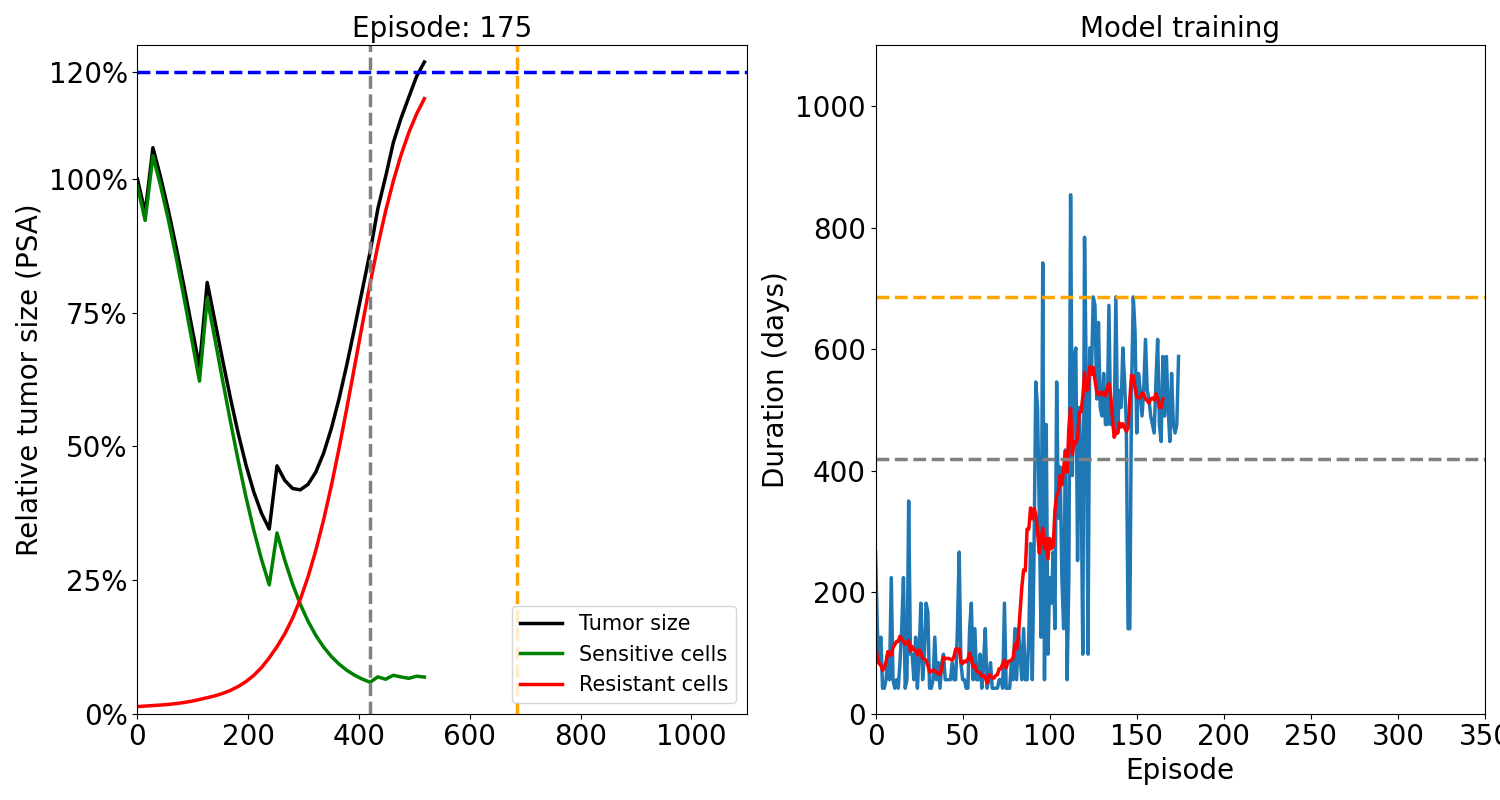 Episode: 175
Relative tumor size (PSA)
120%
100%
75%
50%
25%
0%
0 200 400 600 800 1000
Tumor size
Sensitive cells
Resistant cells
Model training
Duration (days)
1000
800
600
400
200
0
0 50 100 150 200 250 300 350
Episode